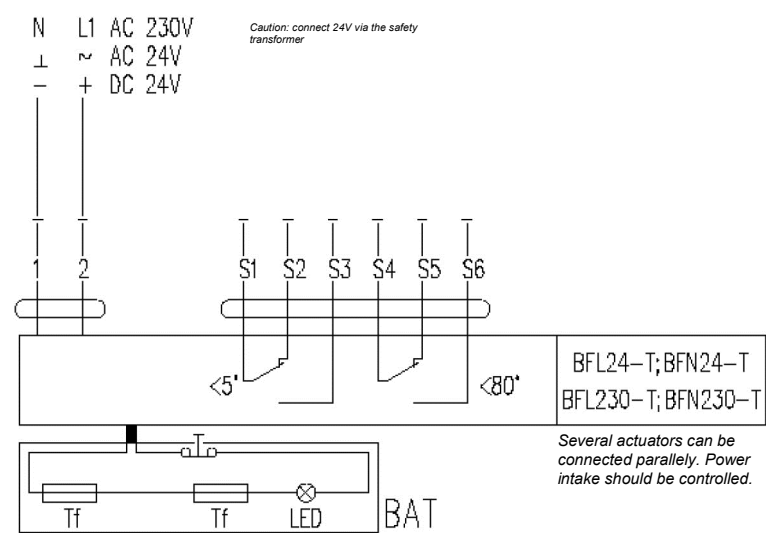 N L1 AC 230V
⊥ ~ AC 24V
− + DC 24V
Caution: connect 24V via the safety
transformer
1 2 S1 S2 S3 S4 S5 S6
<5° <80°
BFL24-T; BFN24-T
BFL230-T; BFN230-T
Several actuators can be
connected parallely. Power
intake should be controlled.
Tf Tf LED BAT